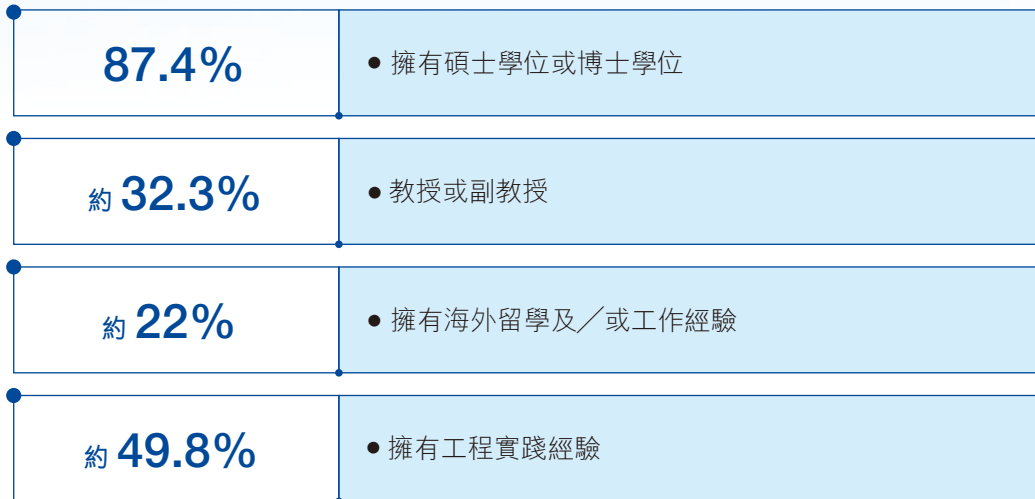 87.4%
● 擁有碩士學位或博士學位
約 32.3%
● 教授或副教授
約 22%
● 擁有海外留學及／或工作經驗
約 49.8%
● 擁有工程實踐經驗